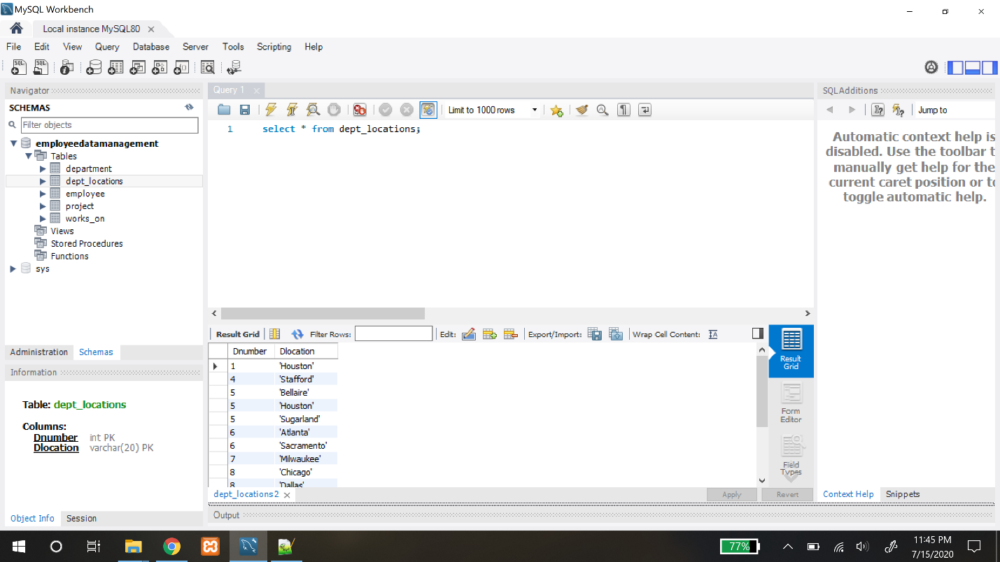 MySQL Workbench
Local instance MySQL80
File Edit View Query Database Server Tools Scripting Help
Navigator
SCHEMAS
Filter objects
employeedatamanagement
Tables
department
dept_locations
employee
project
works_on
Views
Stored Procedures
Functions
sys
Administration Schemas
Information
Table: dept_locations
Columns:
Dnumber int PK
Dlocation varchar(20) PK
Object Info Session
Query 1
Limit to 1000 rows
1 select * from dept_locations;
Result Grid Filter Rows: Edit: Export/Import: Wrap Cell Content:
Dnumber Dlocation
1 'Houston'
4 'Stafford'
5 'Bellaire'
5 'Houston'
5 'Sugarland'
6 'Atlanta'
6 'Sacramento'
7 'Milwaukee'
8 'Chicago'
8 'Dallas'
Result
Grid
Form
Editor
Field
Types
dept_locations 2 Apply Revert
Output
SQLAdditions
Jump to
Automatic context help is
disabled. Use the toolbar t
manually get help for the
current caret position or to
toggle automatic help.
Context Help Snippets
77%
11:45 PM
7/15/2020